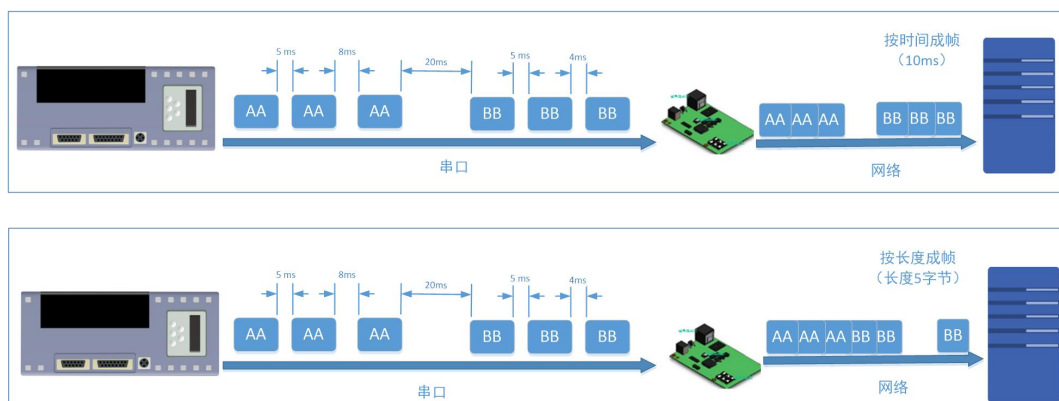 5 ms
8ms
20ms
5 ms
4ms
按时间成帧
（10ms）
AA
AA
AA
BB
BB
BB
AA AA AA
BB BB BB
串口
网络
5 ms
8ms
20ms
5 ms
4ms
按长度成帧
（长度5字节）
AA
AA
AA
BB
BB
BB
AA AA AA BB BB
BB
串口
网络